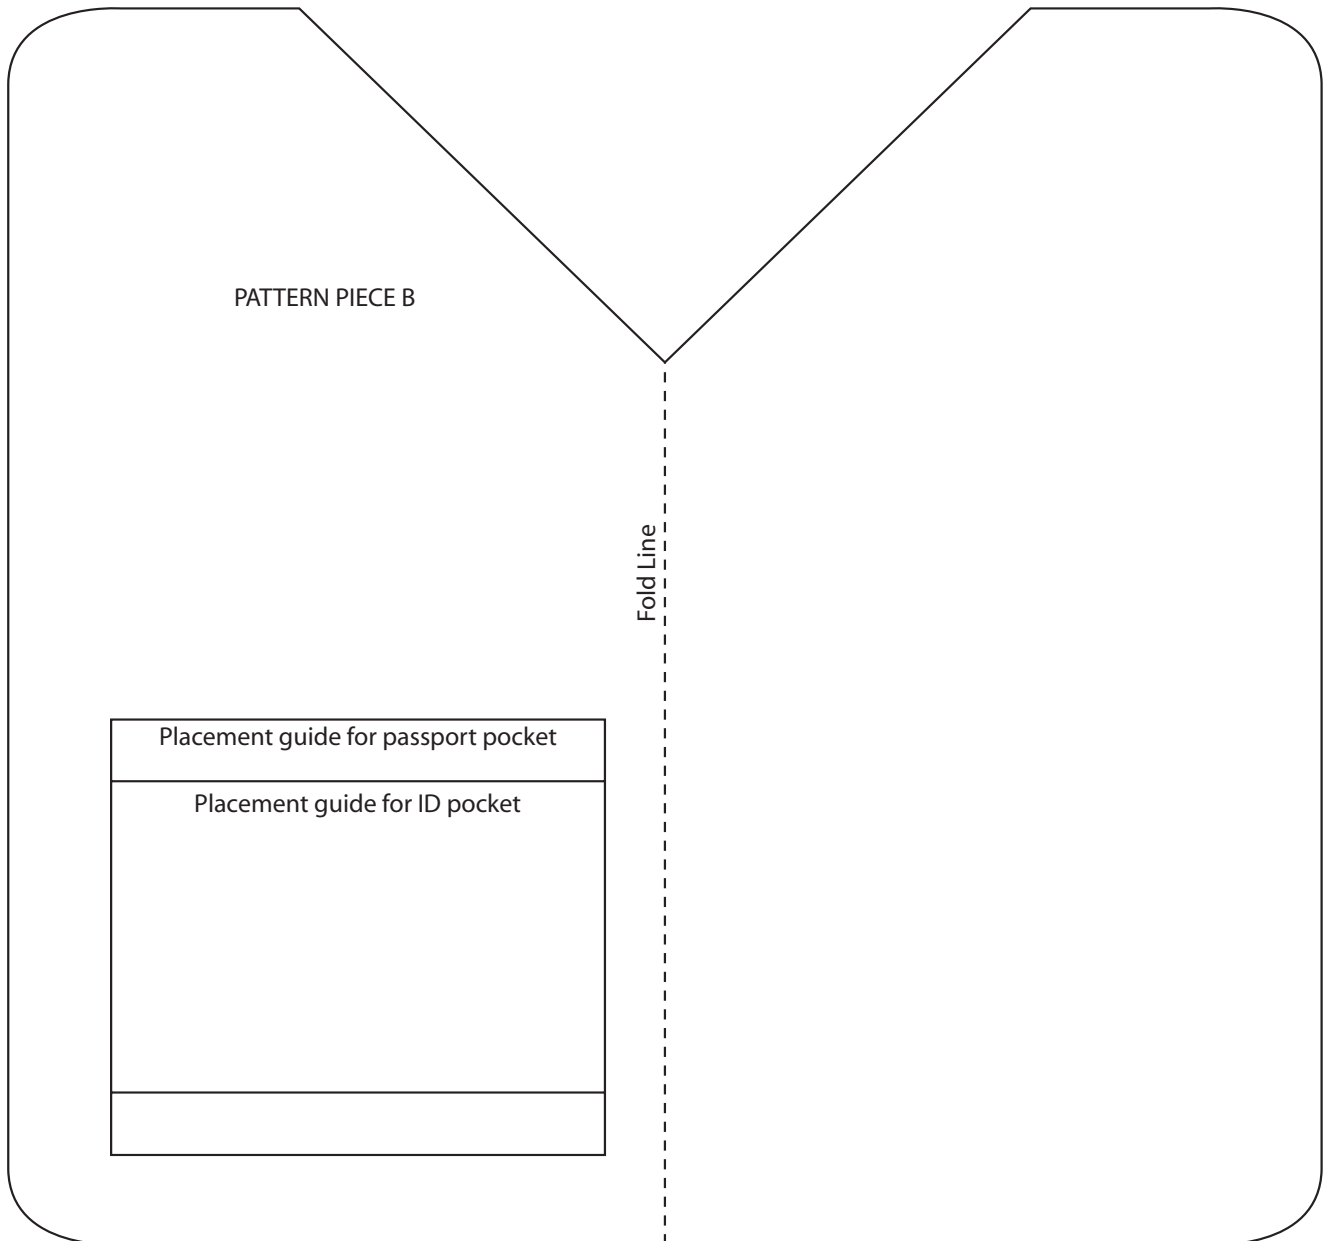 PATTERN PIECE B
Fold Line
Placement guide for passport pocket
Placement guide for ID pocket